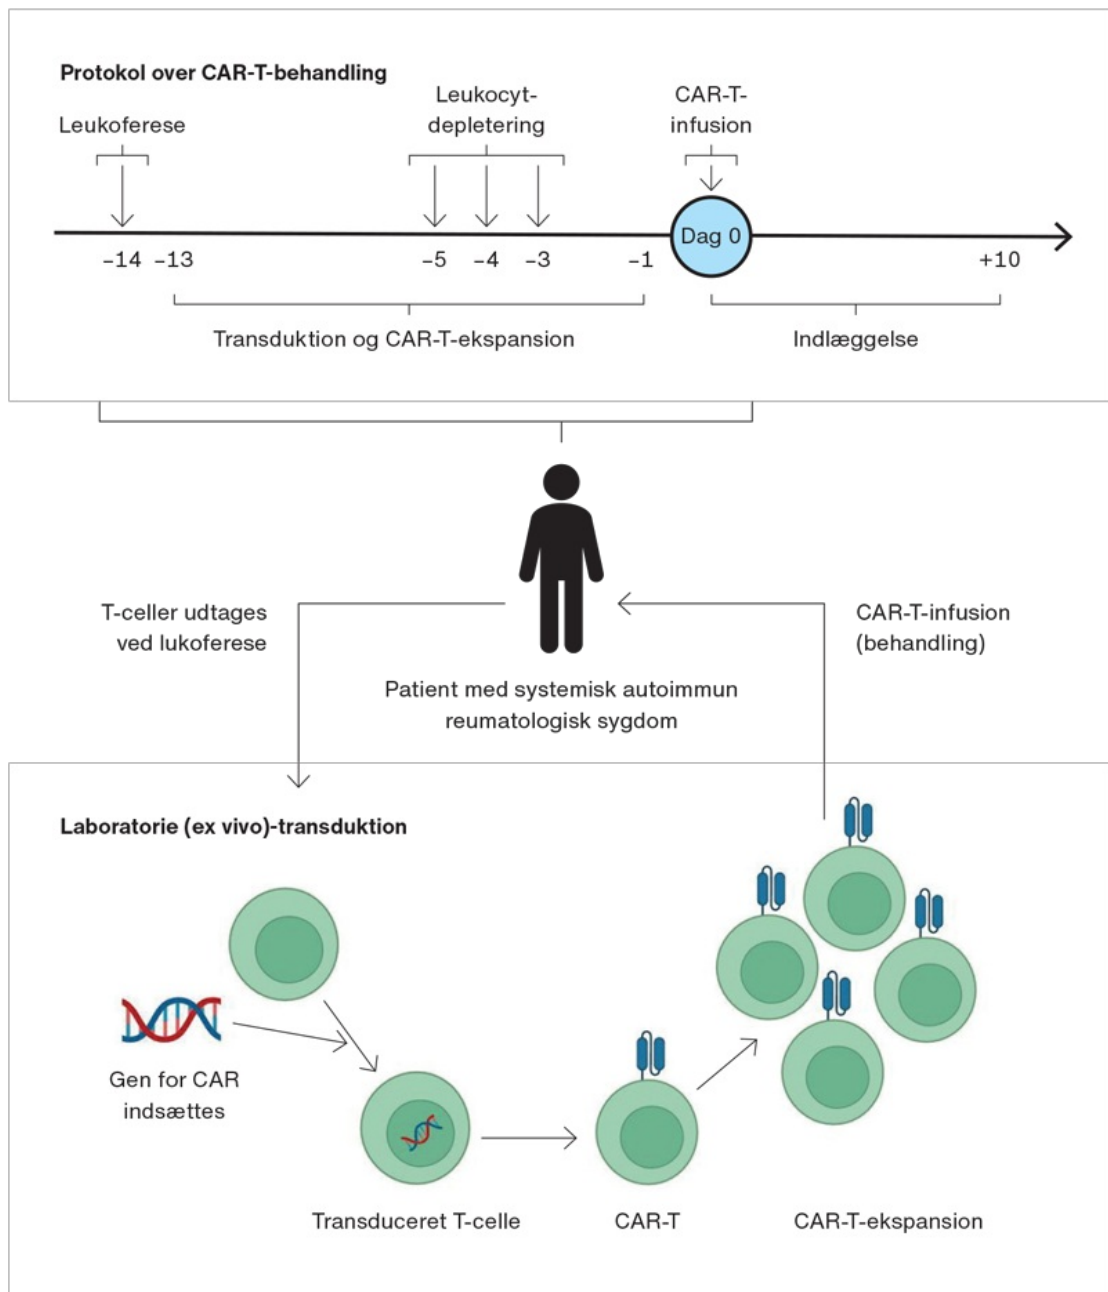 Protokol over CAR-T-behandling
Leukoferese
Leukocyt-
depletering
CAR-T-
infusion
Dag 0
–14 –13 –5 –4 –3 –1 +10
Transduktion og CAR-T-ekspansion
Indlæggelse
T-celler udtages
ved lukoferese
CAR-T-infusion
(behandling)
Patient med systemisk autoimmun
reumatologisk sygdom
Laboratorie (ex vivo)-transduktion
Gen for CAR
indsættes
Transduceret T-celle
CAR-T
CAR-T-ekspansion